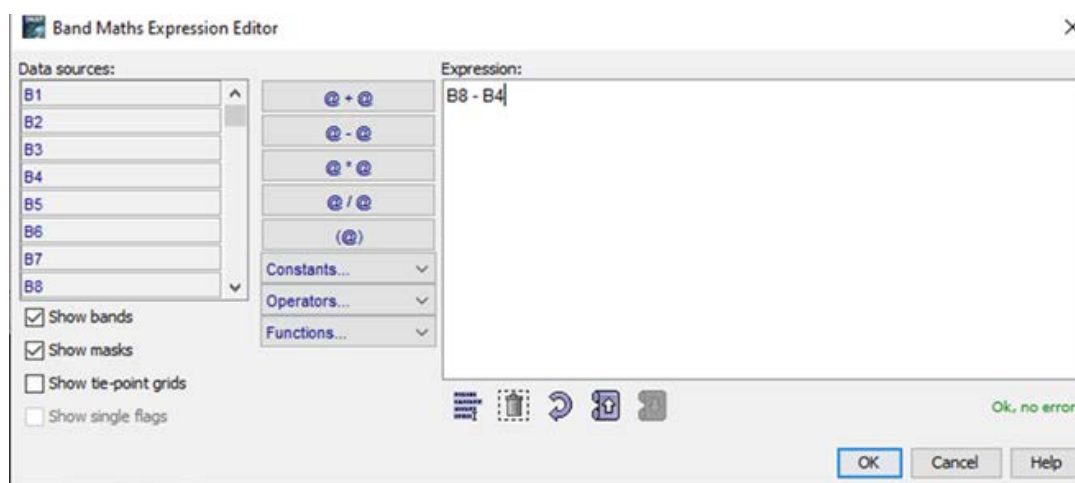 Band Maths Expression Editor
Data sources:
B1
B2
B3
B4
B5
B6
B7
B8
Show bands
Show masks
Show tie-point grids
Show single flags
@ + @
@ - @
@ * @
@ / @
(@)
Constants...
Operators...
Functions...
Expression:
B8 - B4
Ok, no error
OK
Cancel
Help